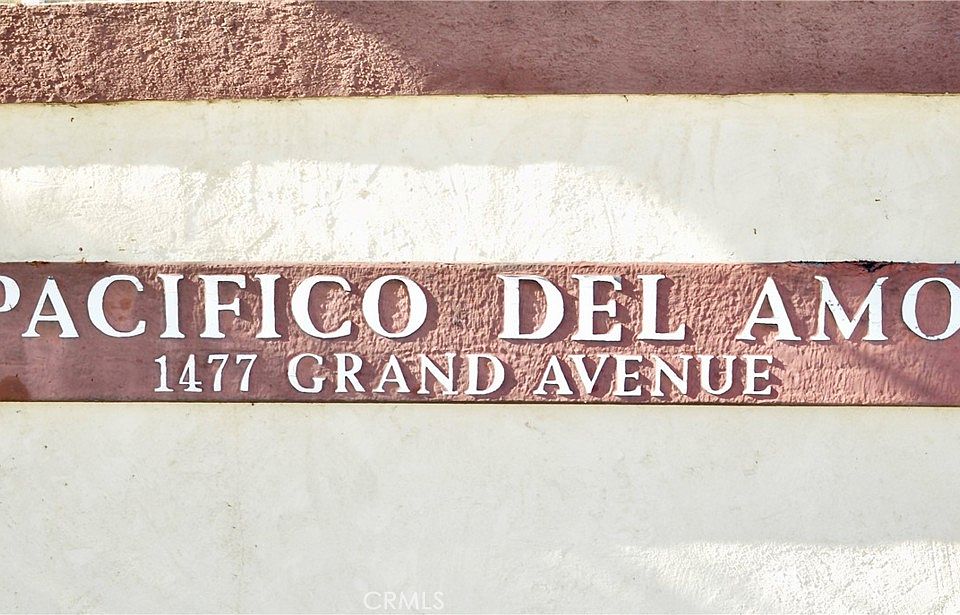 PACIFICO DEL AMO
1477 GRAND AVENUE
CRMLS